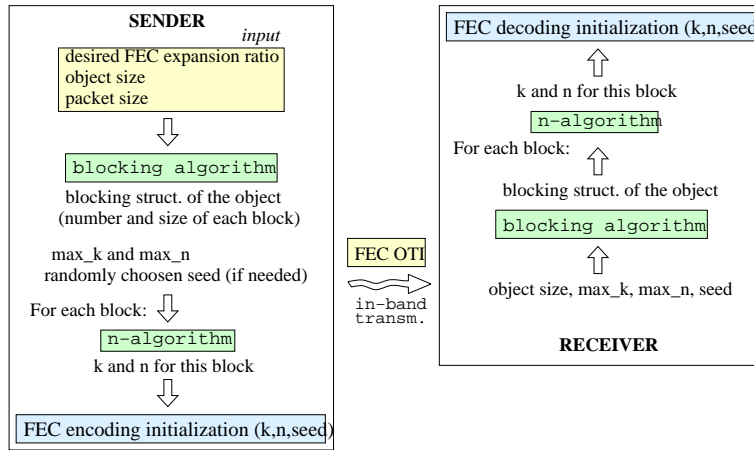 SENDER
input
desired FEC expansion ratio
object size
packet size
blocking algorithm
blocking struct. of the object
(number and size of each block)
max_k and max_n
randomly choosen seed (if needed)
For each block:
n-algorithm
k and n for this block
FEC encoding initialization (k,n,seed)
FEC OTI
in-band
transm.
FEC decoding initialization (k,n,seed
k and n for this block
n-algorithm
For each block:
blocking struct. of the object
blocking algorithm
object size, max_k, max_n, seed
RECEIVER